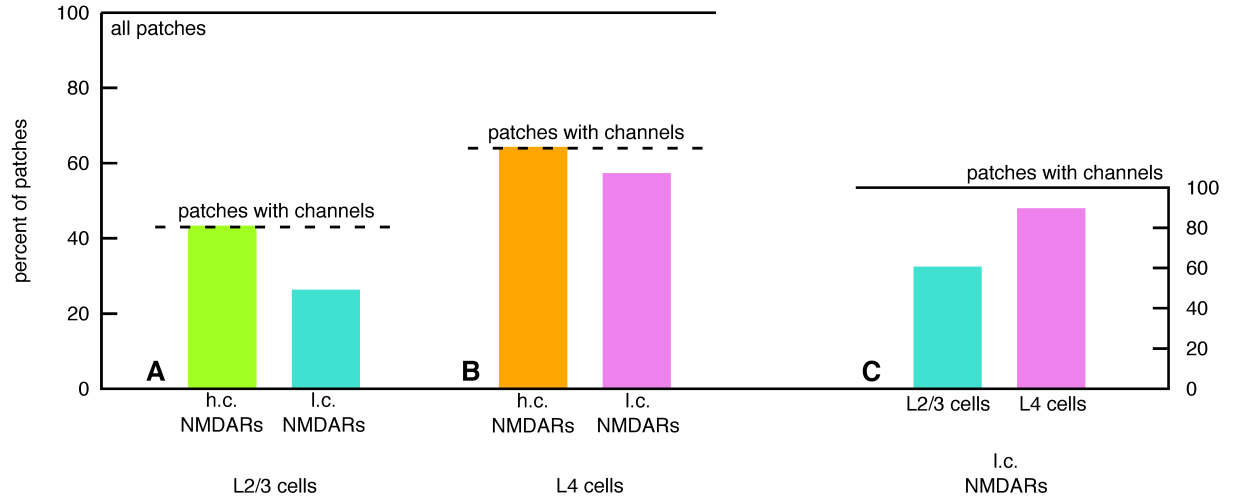 100
all patches
80
60
40
20
0
percent of patches
patches with channels
A
h.c.
NMDARs
l.c.
NMDARs
L2/3 cells
patches with channels
B
h.c.
NMDARs
l.c.
NMDARs
L4 cells
patches with channels
100
80
60
40
20
0
C
L2/3 cells
L4 cells
l.c.
NMDARs